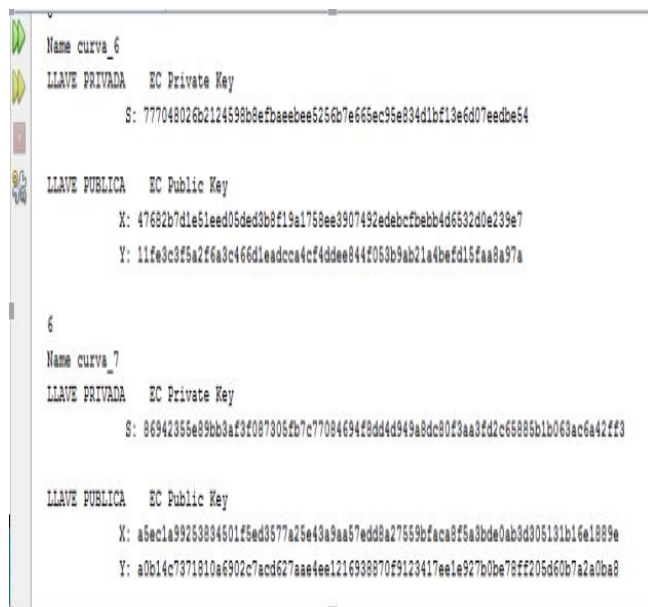 Name curva_6
LLAVE PRIVADA EC Private Key
S: 777048026b2124598b8efbaeebee5256b7e665ec95e834d1bf13e6d07eedbe54
LLAVE PUBLICA EC Public Key
X: 47682b7d1e51eed05ded3b8f19a1758ee3907492edebcfbebb4d6532d0e239e7
Y: 11fe3c3f5a2f6a3c466d1eadcca4cf4ddee844f053b9ab21a4befd15faa8a97a
6
Name curva_7
LLAVE PRIVADA EC Private Key
S: 86942355e89bb3af3f087305fb7c77084694f8dd4d949a8dc80f3aa3fd2c65885b1b063ac6a42ff3
LLAVE PUBLICA EC Public Key
X: a5ec1a99253834501f5ed3577a25e43a9aa57edd8a27559bfaca8f5a3bde0ab3d305131b16e1889e
Y: a0b14c7371810a6902c7acd627aae4ee1216938870f9123417ee1e927b0be78ff205d60b7a2a0ba8